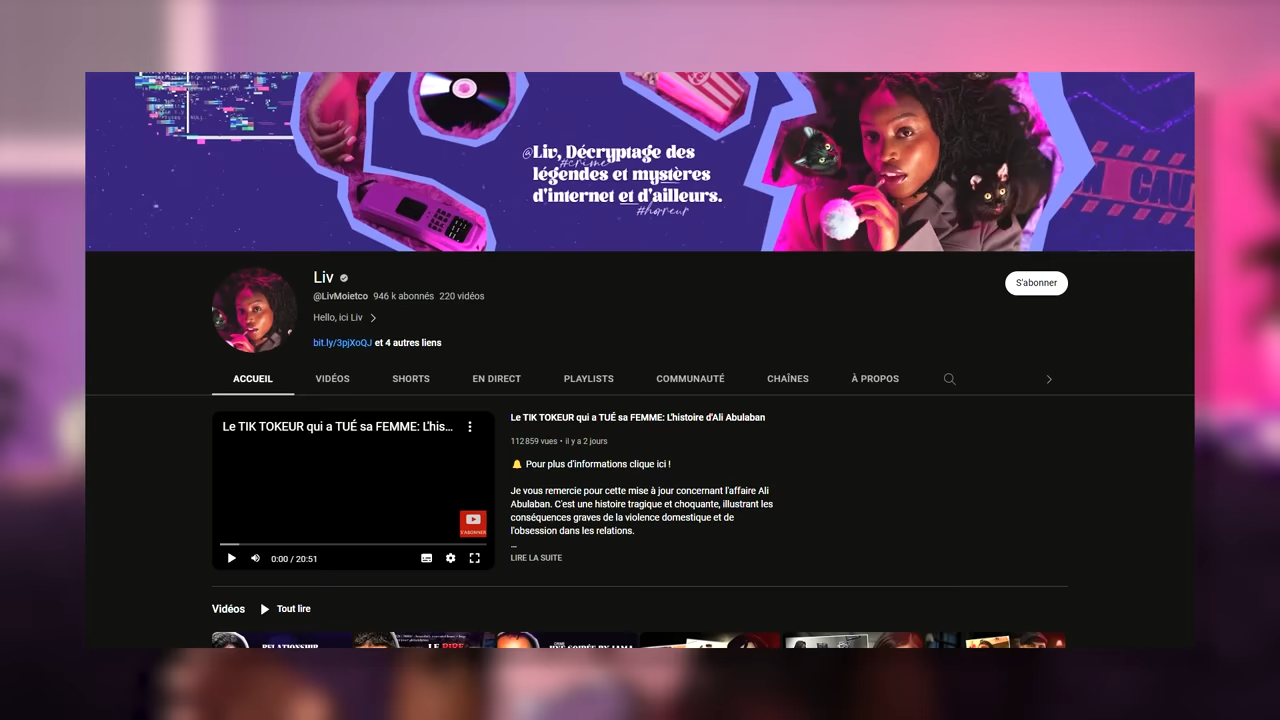 @Liv, Décryptage des
#crime
légendes et mystères
d'internet et d'ailleurs.
#horreur
CAU
Liv
@LivMoietco 946 k abonnés 220 vidéos
Hello, ici Liv
S'abonner
bit.ly/3pjXoQJ et 4 autres liens
ACCUEIL VIDÉOS SHORTS EN DIRECT PLAYLISTS COMMUNAUTÉ CHAÎNES À PROPOS
Le TIK TOKEUR qui a TUÉ sa FEMME: L'his...
S'ABONNER
0:00 / 20:51
Le TIK TOKEUR qui a TUÉ sa FEMME: L'histoire d'Ali Abulaban
112 859 vues • il y a 2 jours
🔔 Pour plus d'informations clique ici !
Je vous remercie pour cette mise à jour concernant l'affaire Ali
Abulaban. C'est une histoire tragique et choquante, illustrant les
conséquences graves de la violence domestique et de
l'obsession dans les relations.
...
LIRE LA SUITE
Vidéos Tout lire
RELATIONSHIP
LE RIRE